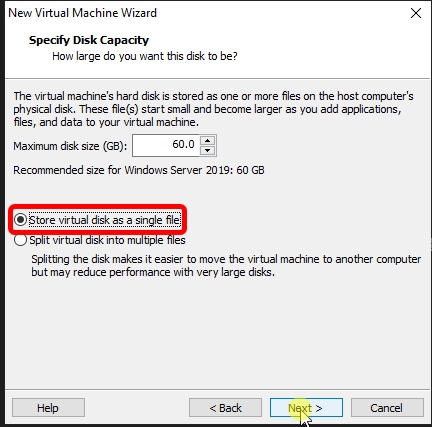 New Virtual Machine Wizard
Specify Disk Capacity
How large do you want this disk to be?
The virtual machine's hard disk is stored as one or more files on the host computer's
physical disk. These file(s) start small and become larger as you add applications,
files, and data to your virtual machine.
Maximum disk size (GB): 60.0
Recommended size for Windows Server 2019: 60 GB
Store virtual disk as a single file
Split virtual disk into multiple files
Splitting the disk makes it easier to move the virtual machine to another computer
but may reduce performance with very large disks.
Help < Back Next > Cancel